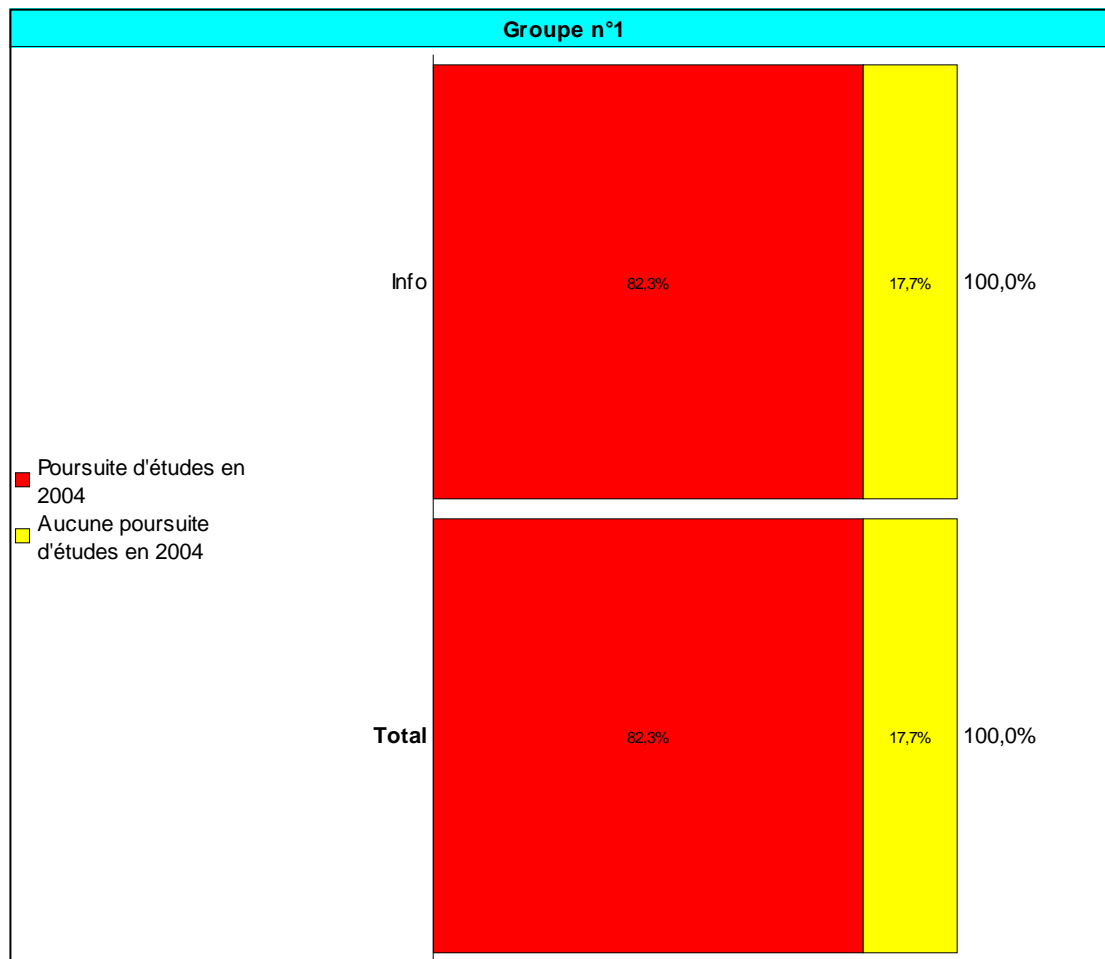 Groupe n°1
Info
82,3%
17,7%
100,0%
Poursuite d'études en
2004
Aucune poursuite
d'études en 2004
Total
82,3%
17,7%
100,0%